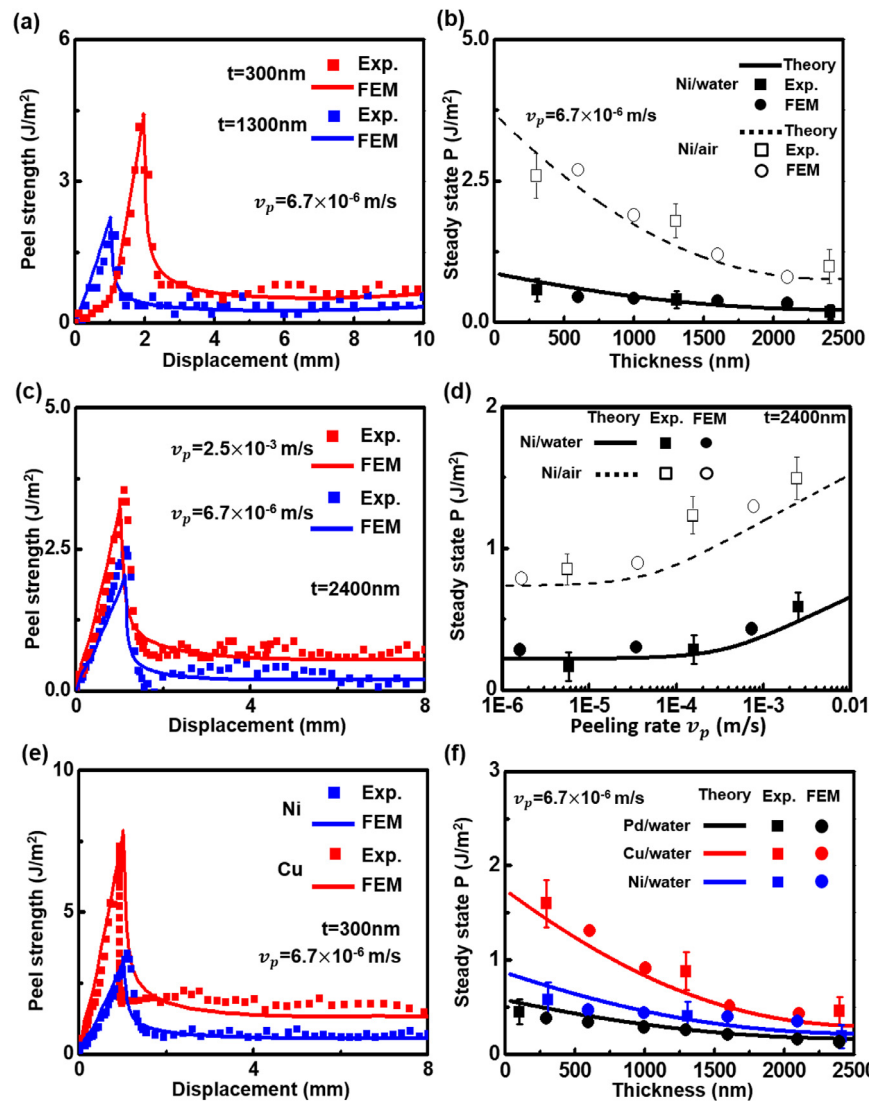 (a)
6
3
0
0 2 4 6 8 10
Peel strength (J/m²)
Displacement (mm)
t=300nm
Exp.
FEM
t=1300nm
Exp.
FEM
v_p=6.7×10⁻⁶ m/s
(b)
5.0
2.5
0.0
0 500 1000 1500 2000 2500
Steady state P (J/m²)
Thickness (nm)
v_p=6.7×10⁻⁶ m/s
Theory
Ni/water Exp.
FEM
Theory
Ni/air Exp.
FEM
(c)
5.0
2.5
0.0
0 4 8
Peel strength (J/m²)
Displacement (mm)
v_p=2.5×10⁻³ m/s
Exp.
FEM
v_p=6.7×10⁻⁶ m/s
Exp.
FEM
t=2400nm
(d)
2
1
0
1E-6 1E-5 1E-4 1E-3 0.01
Steady state P (J/m²)
Peeling rate v_p (m/s)
Theory Exp. FEM t=2400nm
Ni/water
Ni/air
(e)
10
5
0
0 4 8
Peel strength (J/m²)
Displacement (mm)
Ni
Exp.
FEM
Cu
Exp.
FEM
t=300nm
v_p=6.7×10⁻⁶ m/s
(f)
3
2
1
0
0 500 1000 1500 2000 2500
Steady state P (J/m²)
Thickness (nm)
v_p=6.7×10⁻⁶ m/s
Theory Exp. FEM
Pd/water
Cu/water
Ni/water